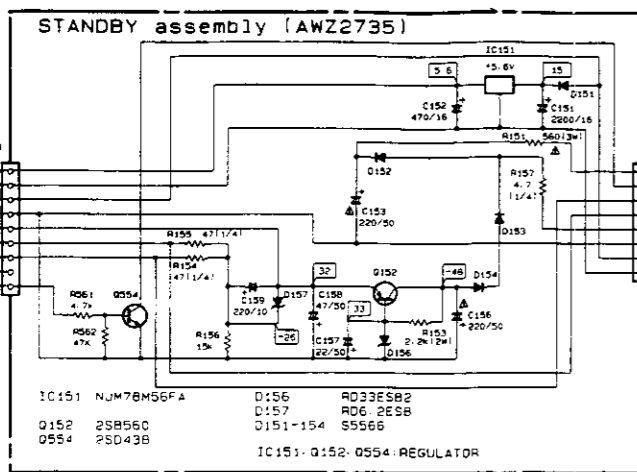 STANDBY assembly (AWZ2735)
IC151
5.6
+5.6V
15
D151
C152
470/16
C151
2200/16
R151
560(3W)
D152
R157
4.7
(1/4)
C153
220/50
D153
R155 47(1/4)
R154
47(1/4)
32
Q152
-46
D154
R561
4.7k
Q554
C159
220/10
D157
C158
47/50
33
C156
220/50
R562
47K
R156
15k
-26
C157
22/50
R153
2.2k(2W)
D156
IC151 NJM78M56FA
D156 RD33ESB2
D157 RD6.2ESB
Q152 2SB560
D151-154 S5566
Q554 2SD438
IC151·Q152·Q554:REGULATOR